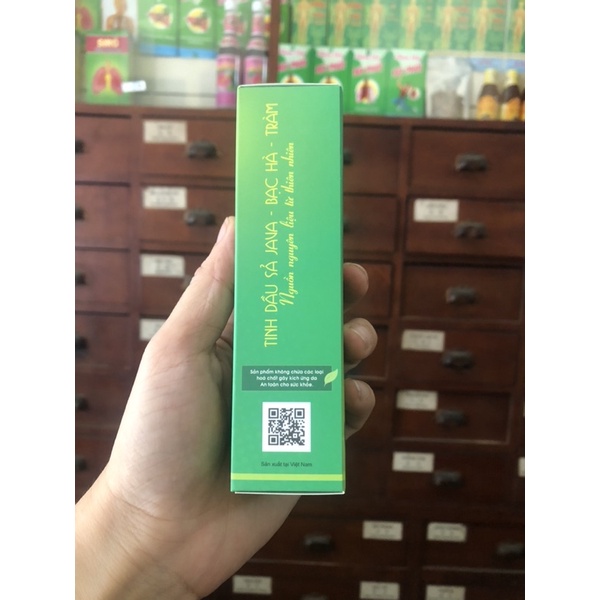 TINH DẦU SẢ JAVA - BẠC HÀ - TRÀM
Nguồn nguyên liệu từ thiên nhiên
Sản phẩm không chứa các loại
hoá chất gây kích ứng da
An toàn cho sức khỏe.
Sản xuất tại Việt Nam